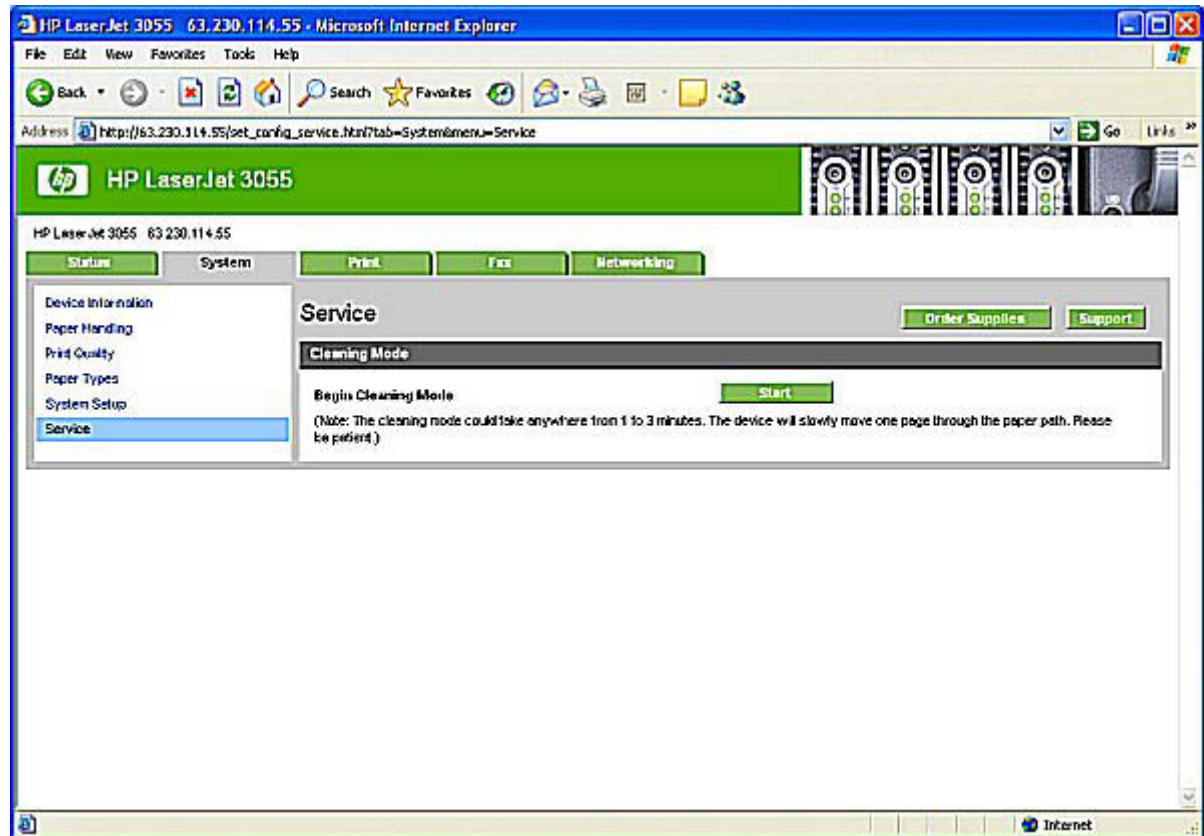 HP LaserJet 3055 63.230.114.55 - Microsoft Internet Explorer
File Edit View Favorites Tools Help
Back Search Favorites
Address http://63.230.114.55/set_config_service.html?tab=System&menu=Service Go Links »
hp HP LaserJet 3055
HP LaserJet 3055 63.230.114.55
Status System Print Fax Networking
Device Information
Paper Handling
Print Quality
Paper Types
System Setup
Service
Service Order Supplies Support
Cleaning Mode
Begin Cleaning Mode Start
(Note: The cleaning mode could take anywhere from 1 to 3 minutes. The device will slowly move one page through the paper path. Please
be patient.)
Internet